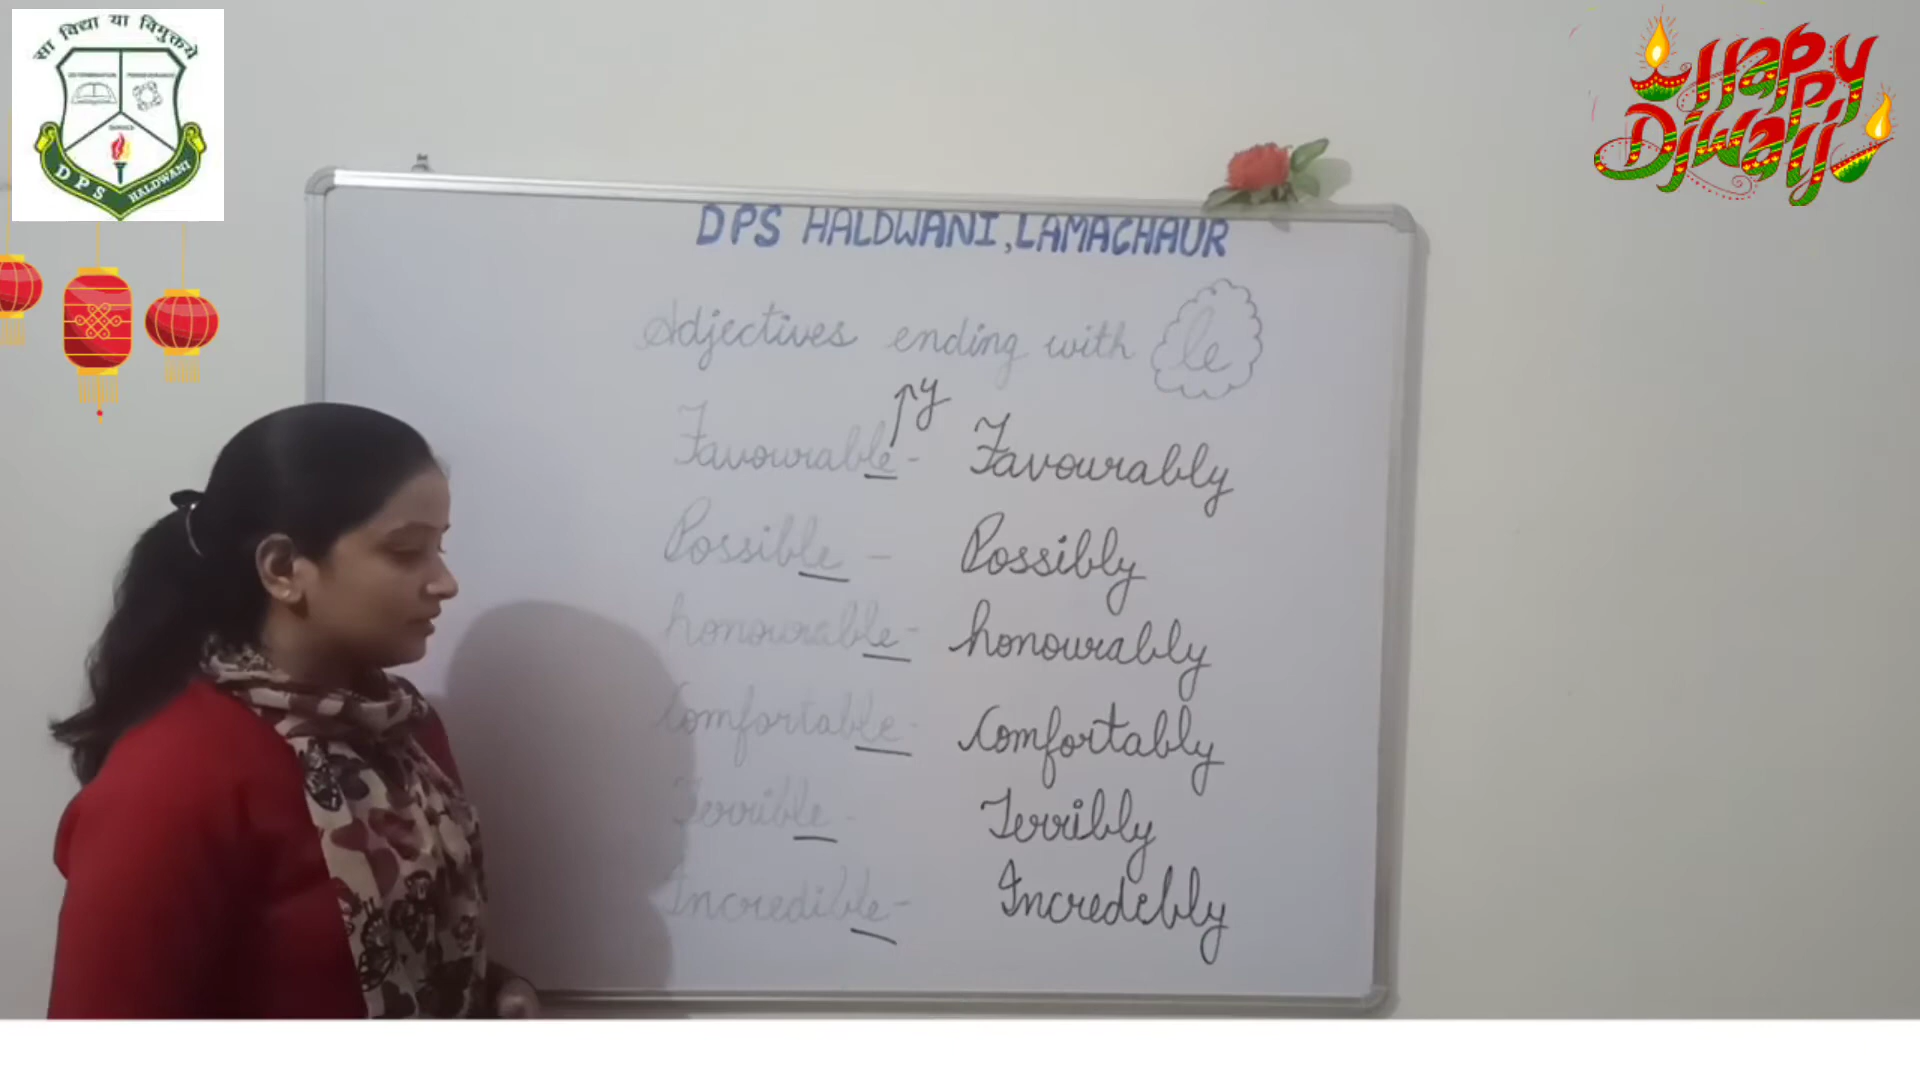 सा विद्या या विमुक्तये
DPS HALDWANI
Happy
Diwali
DPS HALDWANI, LAMACHAUR
Adjectives ending with le
y
Favourable - Favourably
Possible - Possibly
honourable - honourably
Comfortable - Comfortably
Terrible - Terribly
Incredible - Incredibly